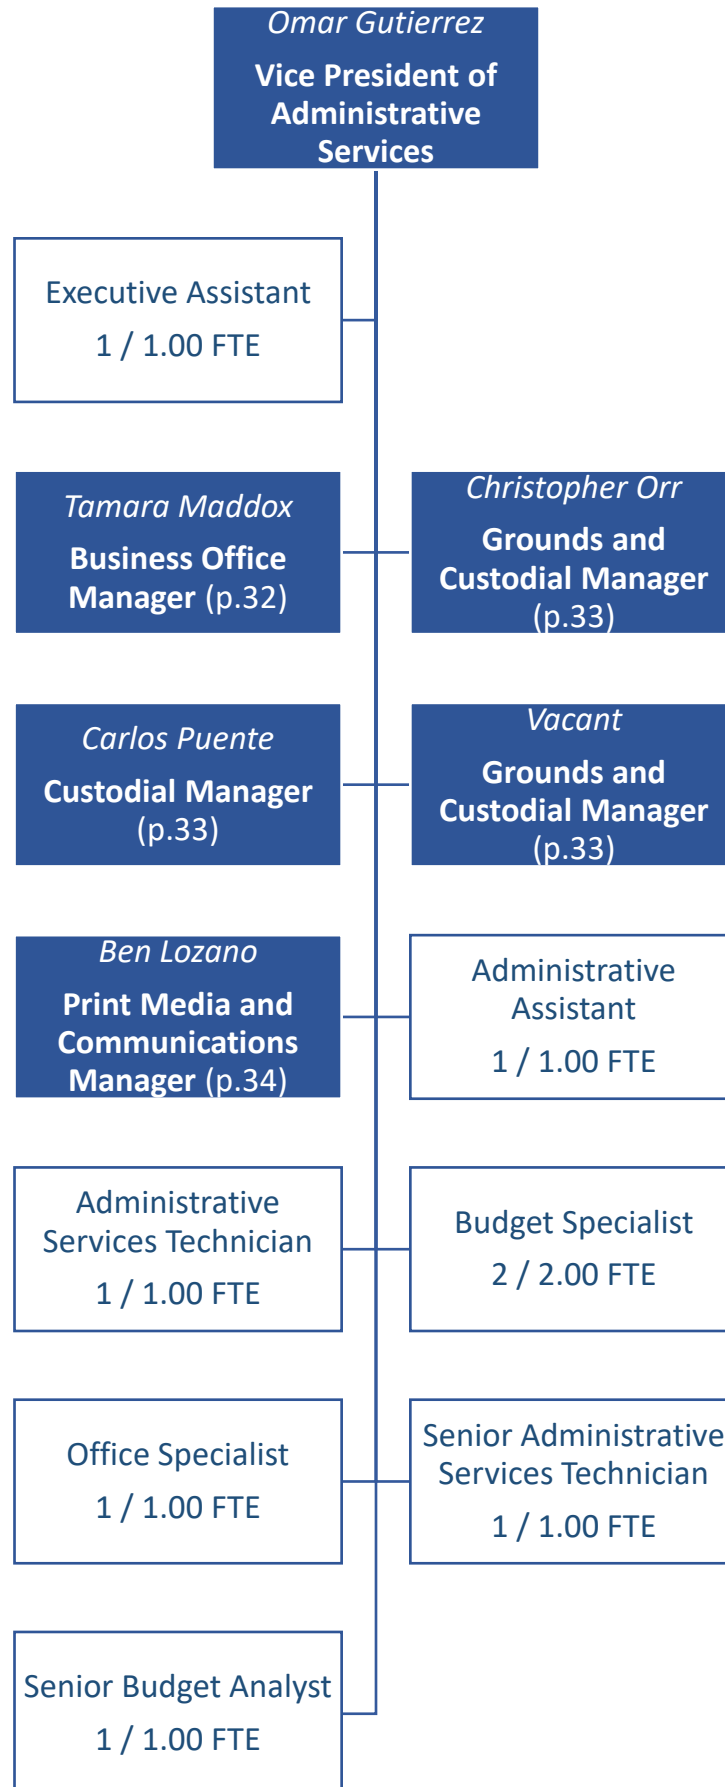 Omar Gutierrez
Vice President of
Administrative
Services
Executive Assistant
1 / 1.00 FTE
Tamara Maddox
Business Office
Manager (p.32)
Christopher Orr
Grounds and
Custodial Manager
(p.33)
Carlos Puente
Custodial Manager
(p.33)
Vacant
Grounds and
Custodial Manager
(p.33)
Ben Lozano
Print Media and
Communications
Manager (p.34)
Administrative
Assistant
1 / 1.00 FTE
Administrative
Services Technician
1 / 1.00 FTE
Budget Specialist
2 / 2.00 FTE
Office Specialist
1 / 1.00 FTE
Senior Administrative
Services Technician
1 / 1.00 FTE
Senior Budget Analyst
1 / 1.00 FTE